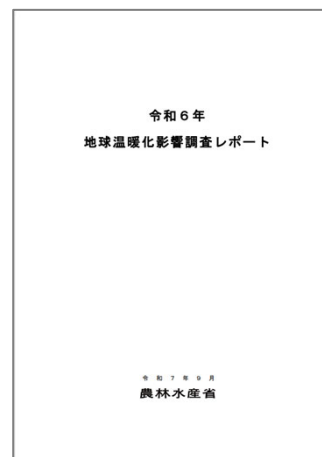 令和６年
地球温暖化影響調査レポート
令和７年９月
農林水産省